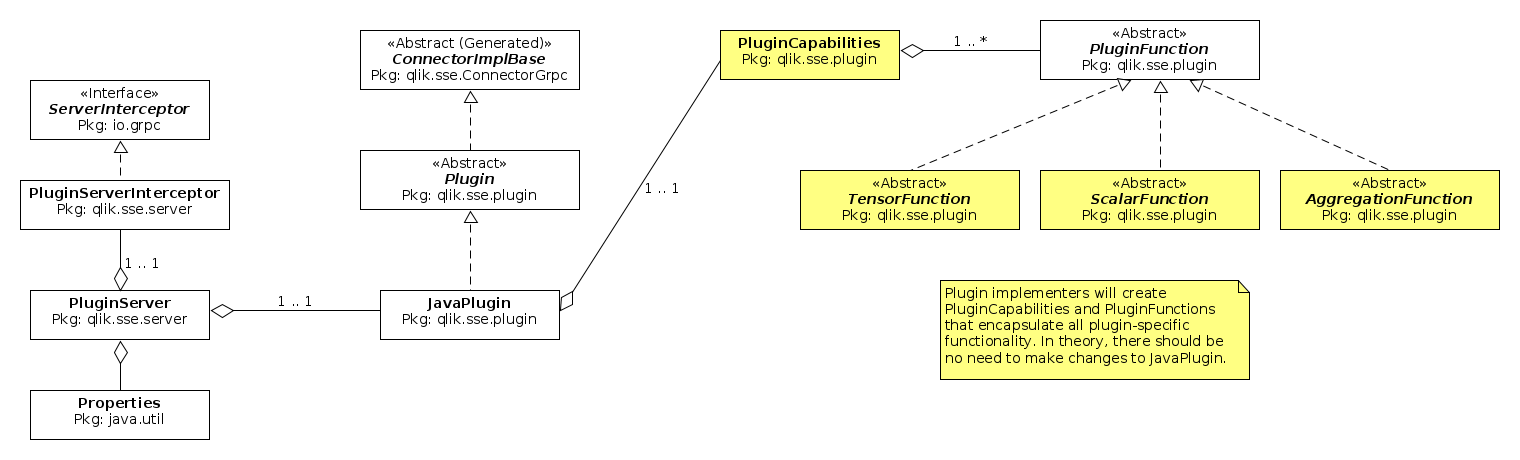 «Interface»
ServerInterceptor
Pkg: io.grpc
PluginServerInterceptor
Pkg: qlik.sse.server
1 .. 1
PluginServer
Pkg: qlik.sse.server
Properties
Pkg: java.util
1 .. 1
«Abstract (Generated)»
ConnectorImplBase
Pkg: qlik.sse.ConnectorGrpc
«Abstract»
Plugin
Pkg: qlik.sse.plugin
JavaPlugin
Pkg: qlik.sse.plugin
1 .. 1
PluginCapabilities
Pkg: qlik.sse.plugin
1 .. *
«Abstract»
PluginFunction
Pkg: qlik.sse.plugin
«Abstract»
TensorFunction
Pkg: qlik.sse.plugin
«Abstract»
ScalarFunction
Pkg: qlik.sse.plugin
«Abstract»
AggregationFunction
Pkg: qlik.sse.plugin
Plugin implementers will create
PluginCapabilities and PluginFunctions
that encapsulate all plugin-specific
functionality. In theory, there should be
no need to make changes to JavaPlugin.